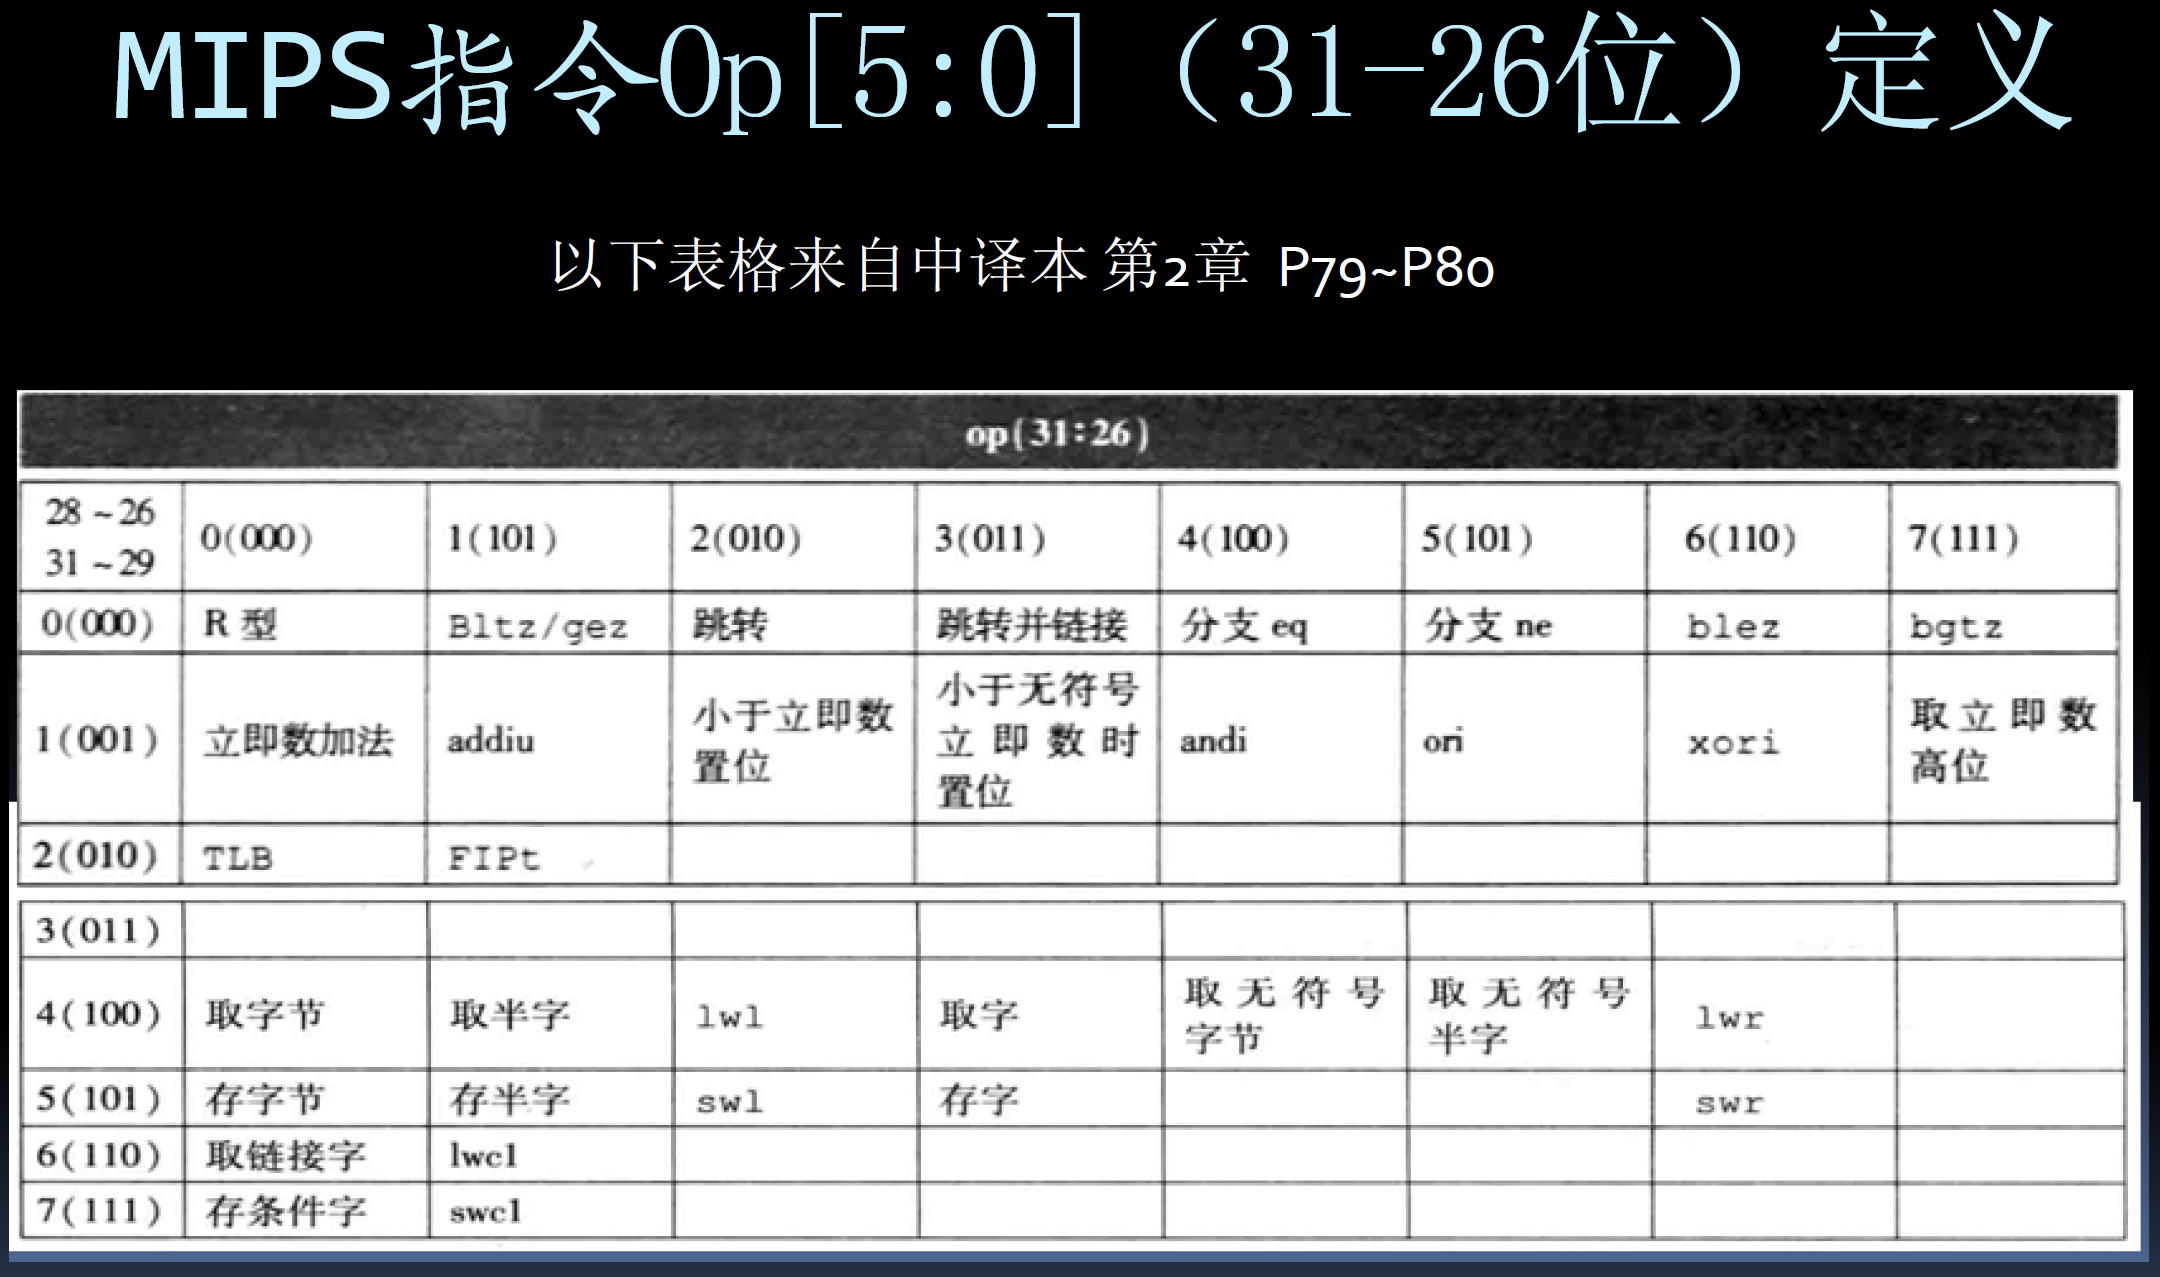 MIPS指令Op[5:0]（31-26位）定义
以下表格来自中译本 第2章 P79~P80
op(31:26)
28~26
31~29
0(000)
1(101)
2(010)
3(011)
4(100)
5(101)
6(110)
7(111)
0(000)
R 型
Bltz/gez
跳转
跳转并链接
分支 eq
分支 ne
blez
bgtz
1(001)
立即数加法
addiu
小于立即数
置位
小于无符号
立即数时
置位
andi
ori
xori
取立即数
高位
2(010)
TLB
FIPt
3(011)
4(100)
取字节
取半字
lwl
取字
取无符号
字节
取无符号
半字
lwr
5(101)
存字节
存半字
swl
存字
swr
6(110)
取链接字
lwc1
7(111)
存条件字
swc1